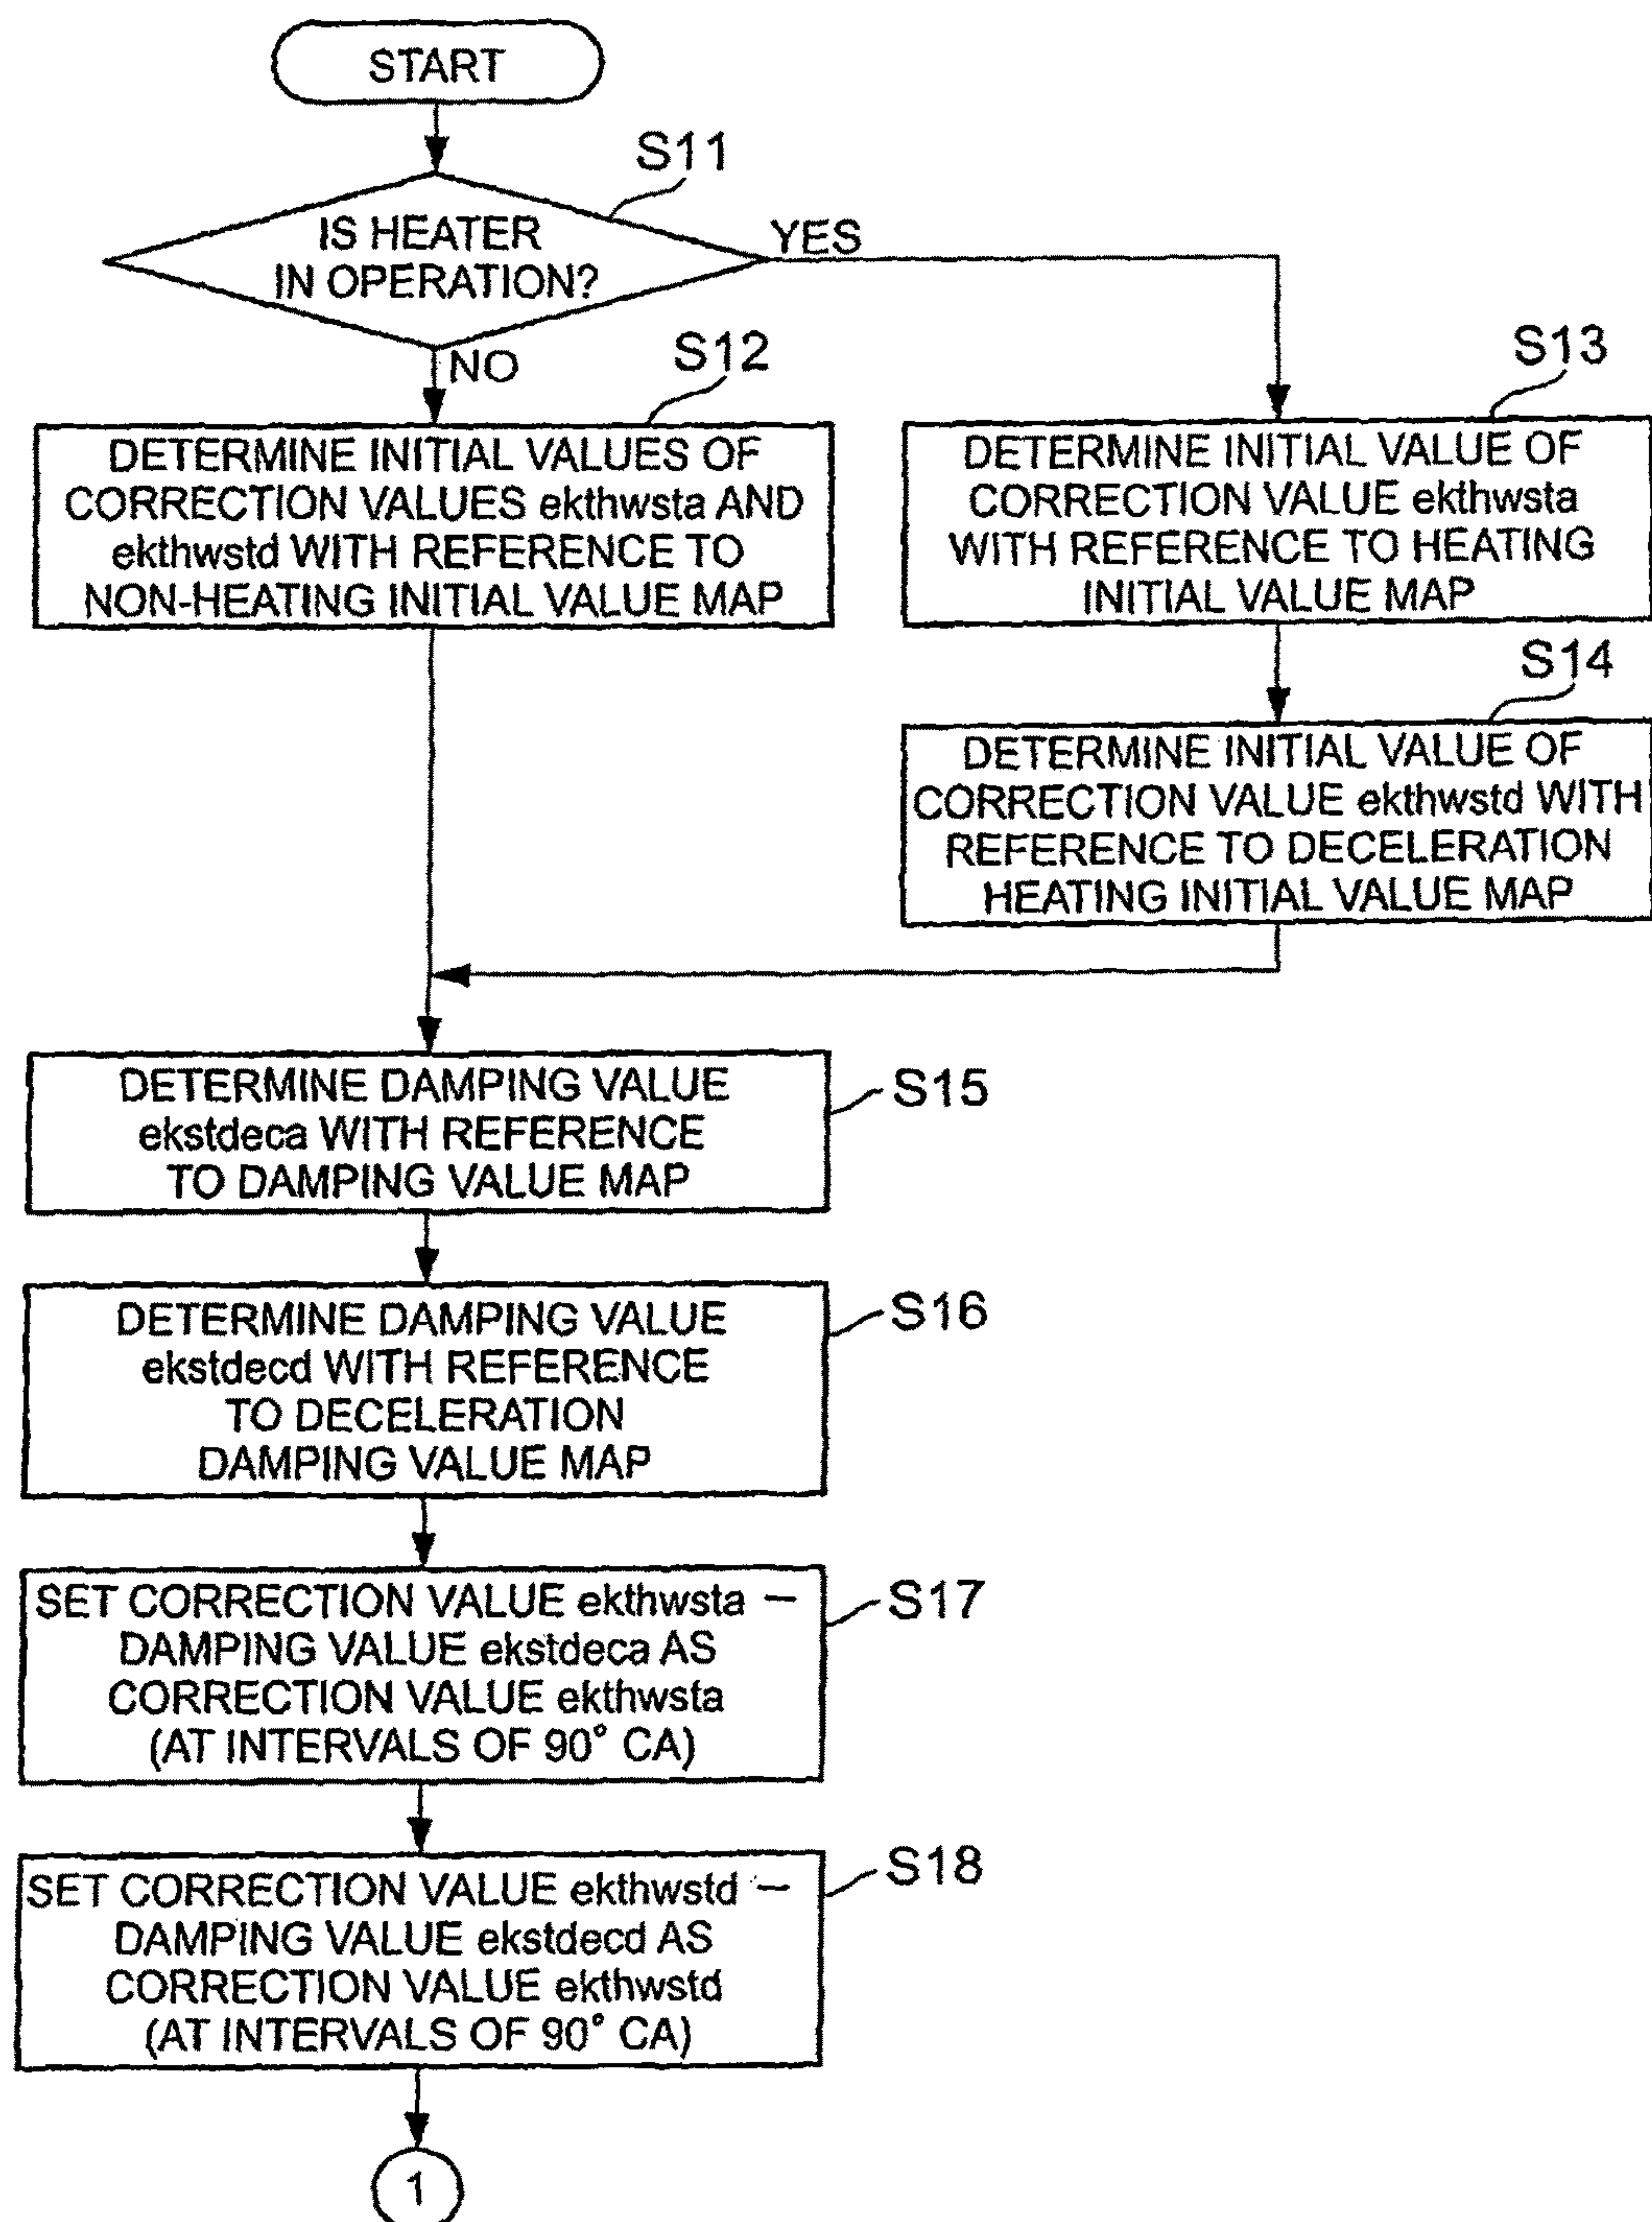 START
S11
IS HEATER
IN OPERATION?
YES
NO
S12
DETERMINE INITIAL VALUES OF
CORRECTION VALUES ekthwsta AND
ekthwstd WITH REFERENCE TO
NON-HEATING INITIAL VALUE MAP
S13
DETERMINE INITIAL VALUE OF
CORRECTION VALUE ekthwsta
WITH REFERENCE TO HEATING
INITIAL VALUE MAP
S14
DETERMINE INITIAL VALUE OF
CORRECTION VALUE ekthwstd WITH
REFERENCE TO DECELERATION
HEATING INITIAL VALUE MAP
DETERMINE DAMPING VALUE
ekstdeca WITH REFERENCE
TO DAMPING VALUE MAP
S15
DETERMINE DAMPING VALUE
ekstdecd WITH REFERENCE
TO DECELERATION
DAMPING VALUE MAP
S16
SET CORRECTION VALUE ekthwsta –
DAMPING VALUE ekstdeca AS
CORRECTION VALUE ekthwsta
(AT INTERVALS OF 90° CA)
S17
SET CORRECTION VALUE ekthwstd –
DAMPING VALUE ekstdecd AS
CORRECTION VALUE ekthwstd
(AT INTERVALS OF 90° CA)
S18
1